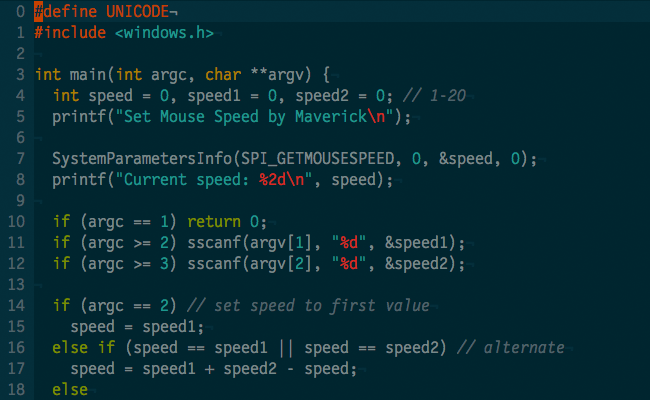 0 #define UNICODE¬
1 #include <windows.h>¬
2 ¬
3 int main(int argc, char **argv) {¬
4   int speed = 0, speed1 = 0, speed2 = 0; // 1-20¬
5   printf("Set Mouse Speed by Maverick\n");¬
6 ¬
7   SystemParametersInfo(SPI_GETMOUSESPEED, 0, &speed, 0);¬
8   printf("Current speed: %2d\n", speed);¬
9 ¬
10   if (argc == 1) return 0;¬
11   if (argc >= 2) sscanf(argv[1], "%d", &speed1);¬
12   if (argc >= 3) sscanf(argv[2], "%d", &speed2);¬
13 ¬
14   if (argc == 2) // set speed to first value¬
15     speed = speed1;¬
16   else if (speed == speed1 || speed == speed2) // alternate¬
17     speed = speed1 + speed2 - speed;¬
18   else